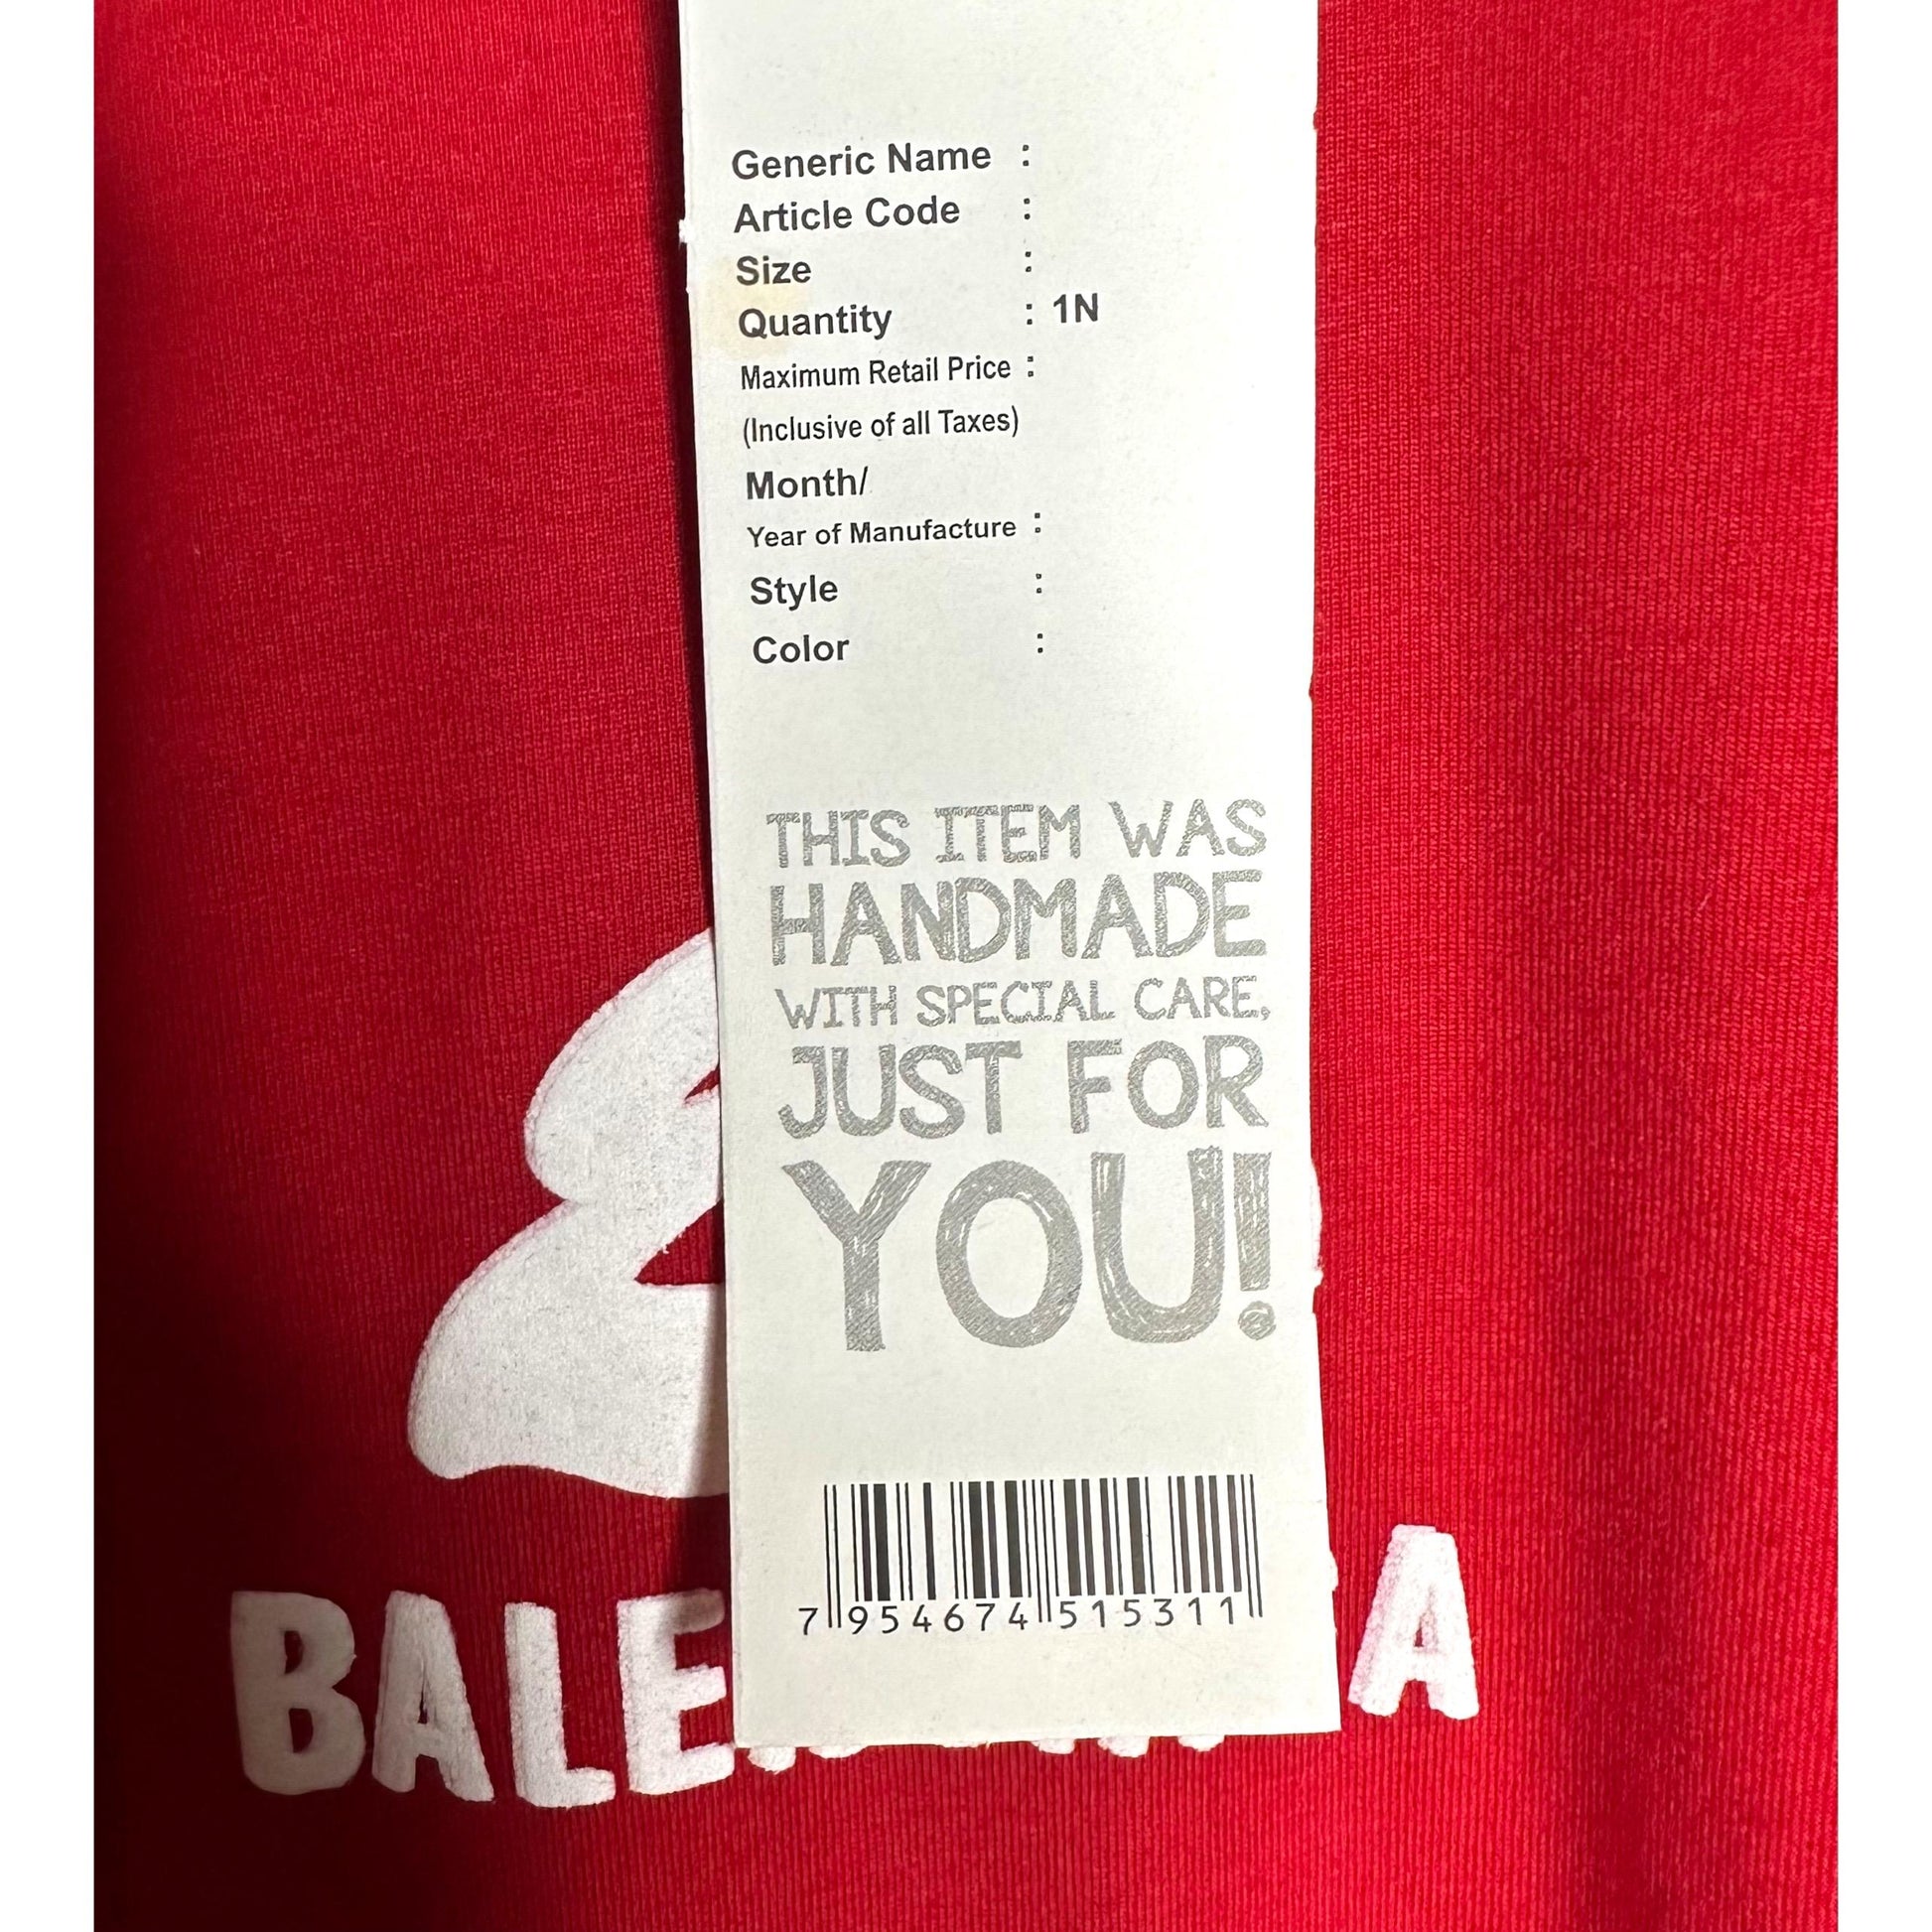 Generic Name :
Article Code :
Size :
Quantity : 1N
Maximum Retail Price :
(Inclusive of all Taxes)
Month/
Year of Manufacture :
Style :
Color :
THIS ITEM WAS
HANDMADE
WITH SPECIAL CARE,
JUST FOR
YOU!
7 954674 515311